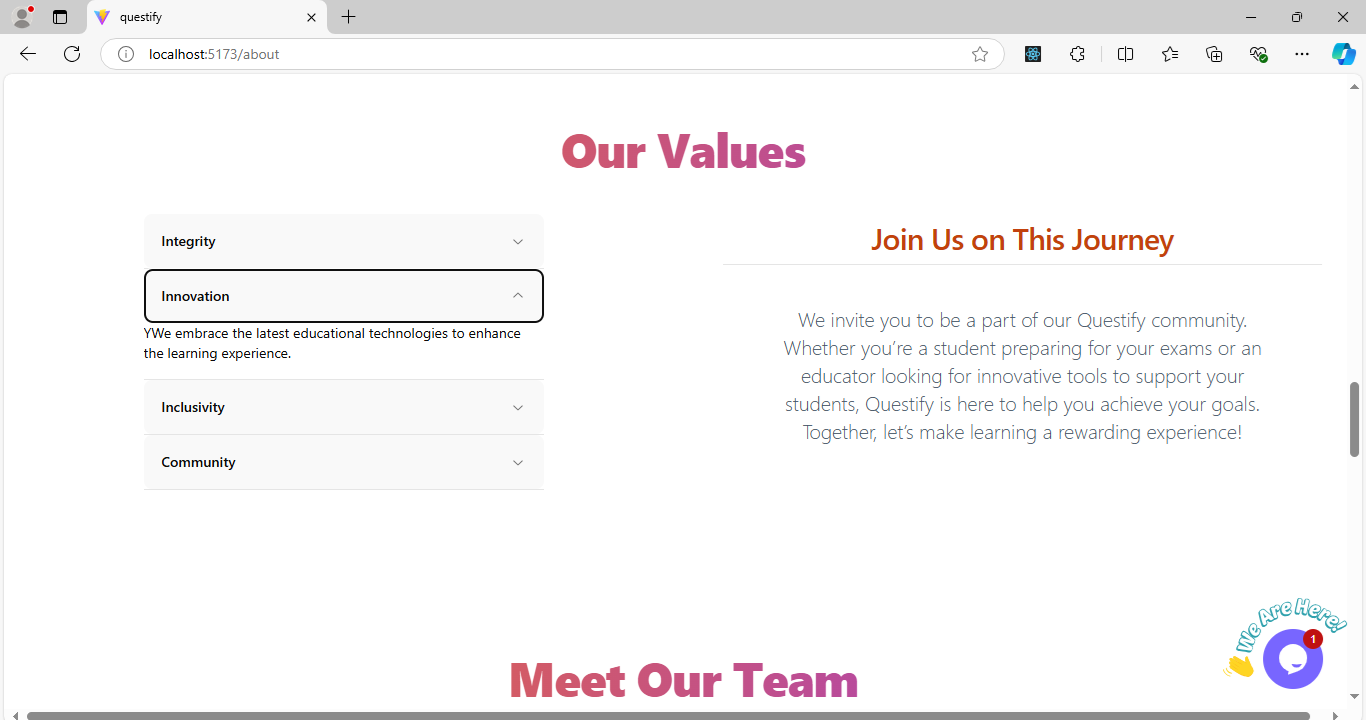 questify
localhost:5173/about
Our Values
Integrity
Innovation
YWe embrace the latest educational technologies to enhance
the learning experience.
Inclusivity
Community
Join Us on This Journey
We invite you to be a part of our Questify community.
Whether you’re a student preparing for your exams or an
educator looking for innovative tools to support your
students, Questify is here to help you achieve your goals.
Together, let’s make learning a rewarding experience!
We Are Here!
1
Meet Our Team